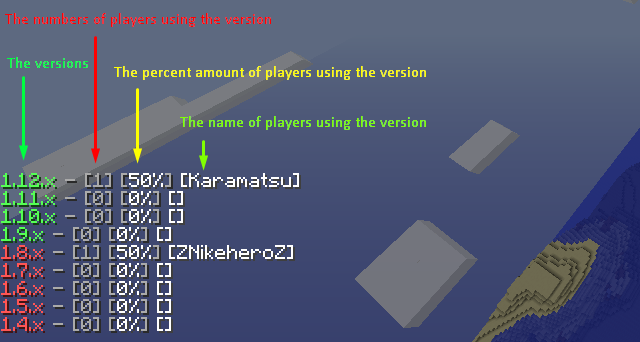 The numbers of players using the version
The versions
The percent amount of players using the version
The name of players using the version
1.12.x - [1] [50%] [Karamatsu]
1.11.x - [0] [0%] []
1.10.x - [0] [0%] []
1.9.x - [0] [0%] []
1.8.x - [1] [50%] [ZNikeheroZ]
1.7.x - [0] [0%] []
1.6.x - [0] [0%] []
1.5.x - [0] [0%] []
1.4.x - [0] [0%] []